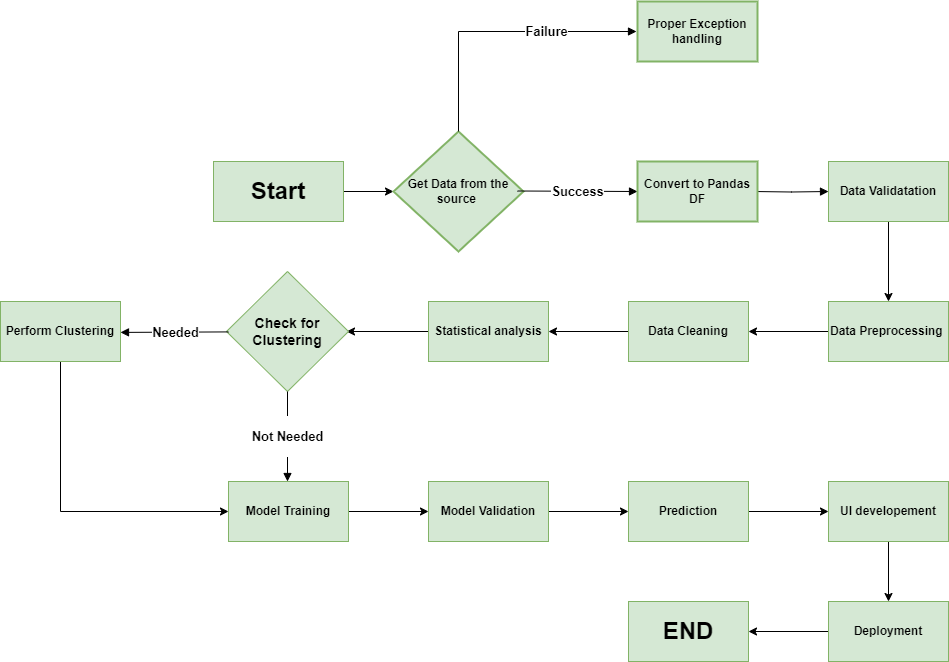 Failure
Proper Exception
handling
Start
Get Data from the
source
Success
Convert to Pandas
DF
Data Validatation
Perform Clustering
Needed
Check for
Clustering
Statistical analysis
Data Cleaning
Data Preprocessing
Not Needed
Model Training
Model Validation
Prediction
UI developement
END
Deployment